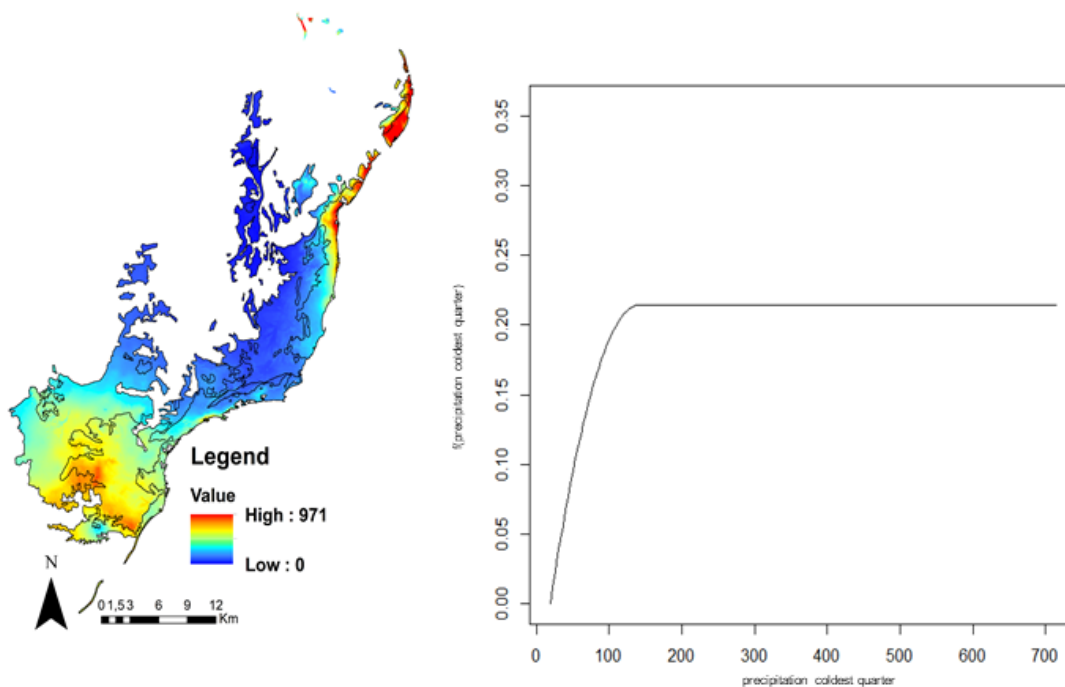 Legend
Value
High : 971
Low : 0
N
0 1,5 3 6 9 12
Km
f(precipitation coldest quarter)
0.35
0.30
0.25
0.20
0.15
0.10
0.05
0.00
0 100 200 300 400 500 600 700
precipitation coldest quarter